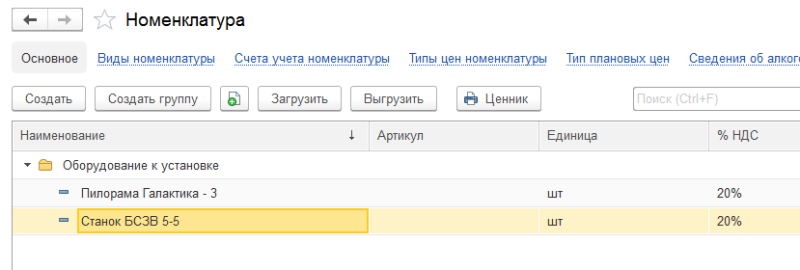 Номенклатура
Основное Виды номенклатуры Счета учета номенклатуры Типы цен номенклатуры Тип плановых цен Сведения об алког
Создать Создать группу Загрузить Выгрузить Ценник Поиск (Ctrl+F)
Наименование ↓ Артикул Единица % НДС
Оборудование к установке
Пилорама Галактика - 3 шт 20%
Станок БСЗВ 5-5 шт 20%